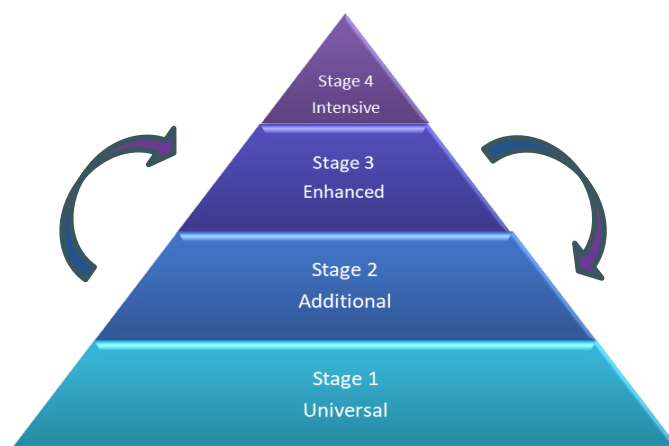 Stage 4
Intensive
Stage 3
Enhanced
Stage 2
Additional
Stage 1
Universal